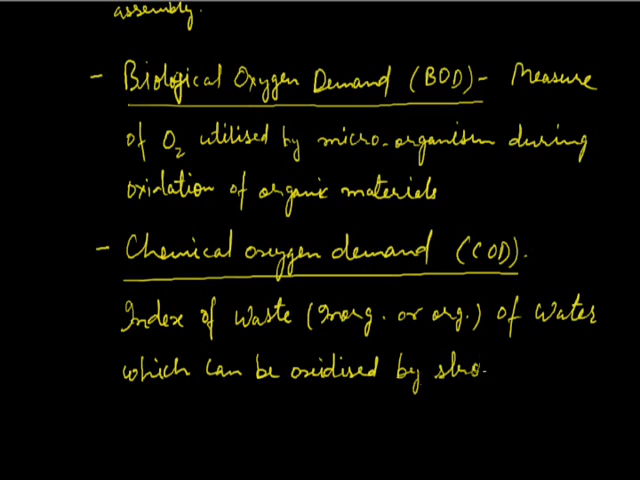 assembly.
- Biological Oxygen Demand (BOD) - Measure
of O₂ utilised by micro-organism during
oxidation of organic materials
- Chemical oxygen demand (COD).
Index of Waste (Inorg. or org.) of Water
which can be oxidised by stro-